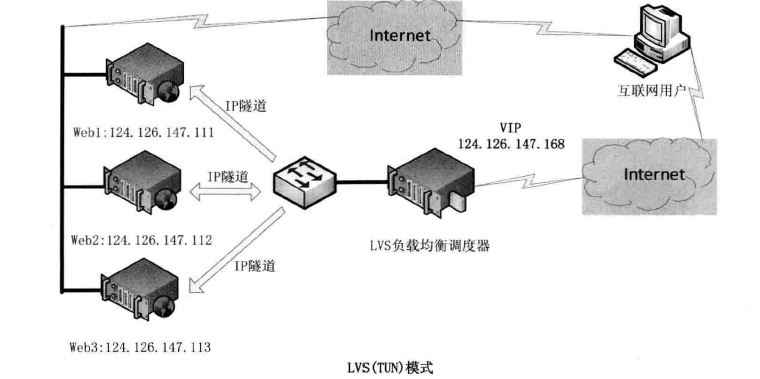 Internet
互联网用户
IP隧道
Web1:124.126.147.111
VIP
124.126.147.168
Internet
IP隧道
Web2:124.126.147.112
LVS负载均衡调度器
IP隧道
Web3:124.126.147.113
LVS(TUN)模式